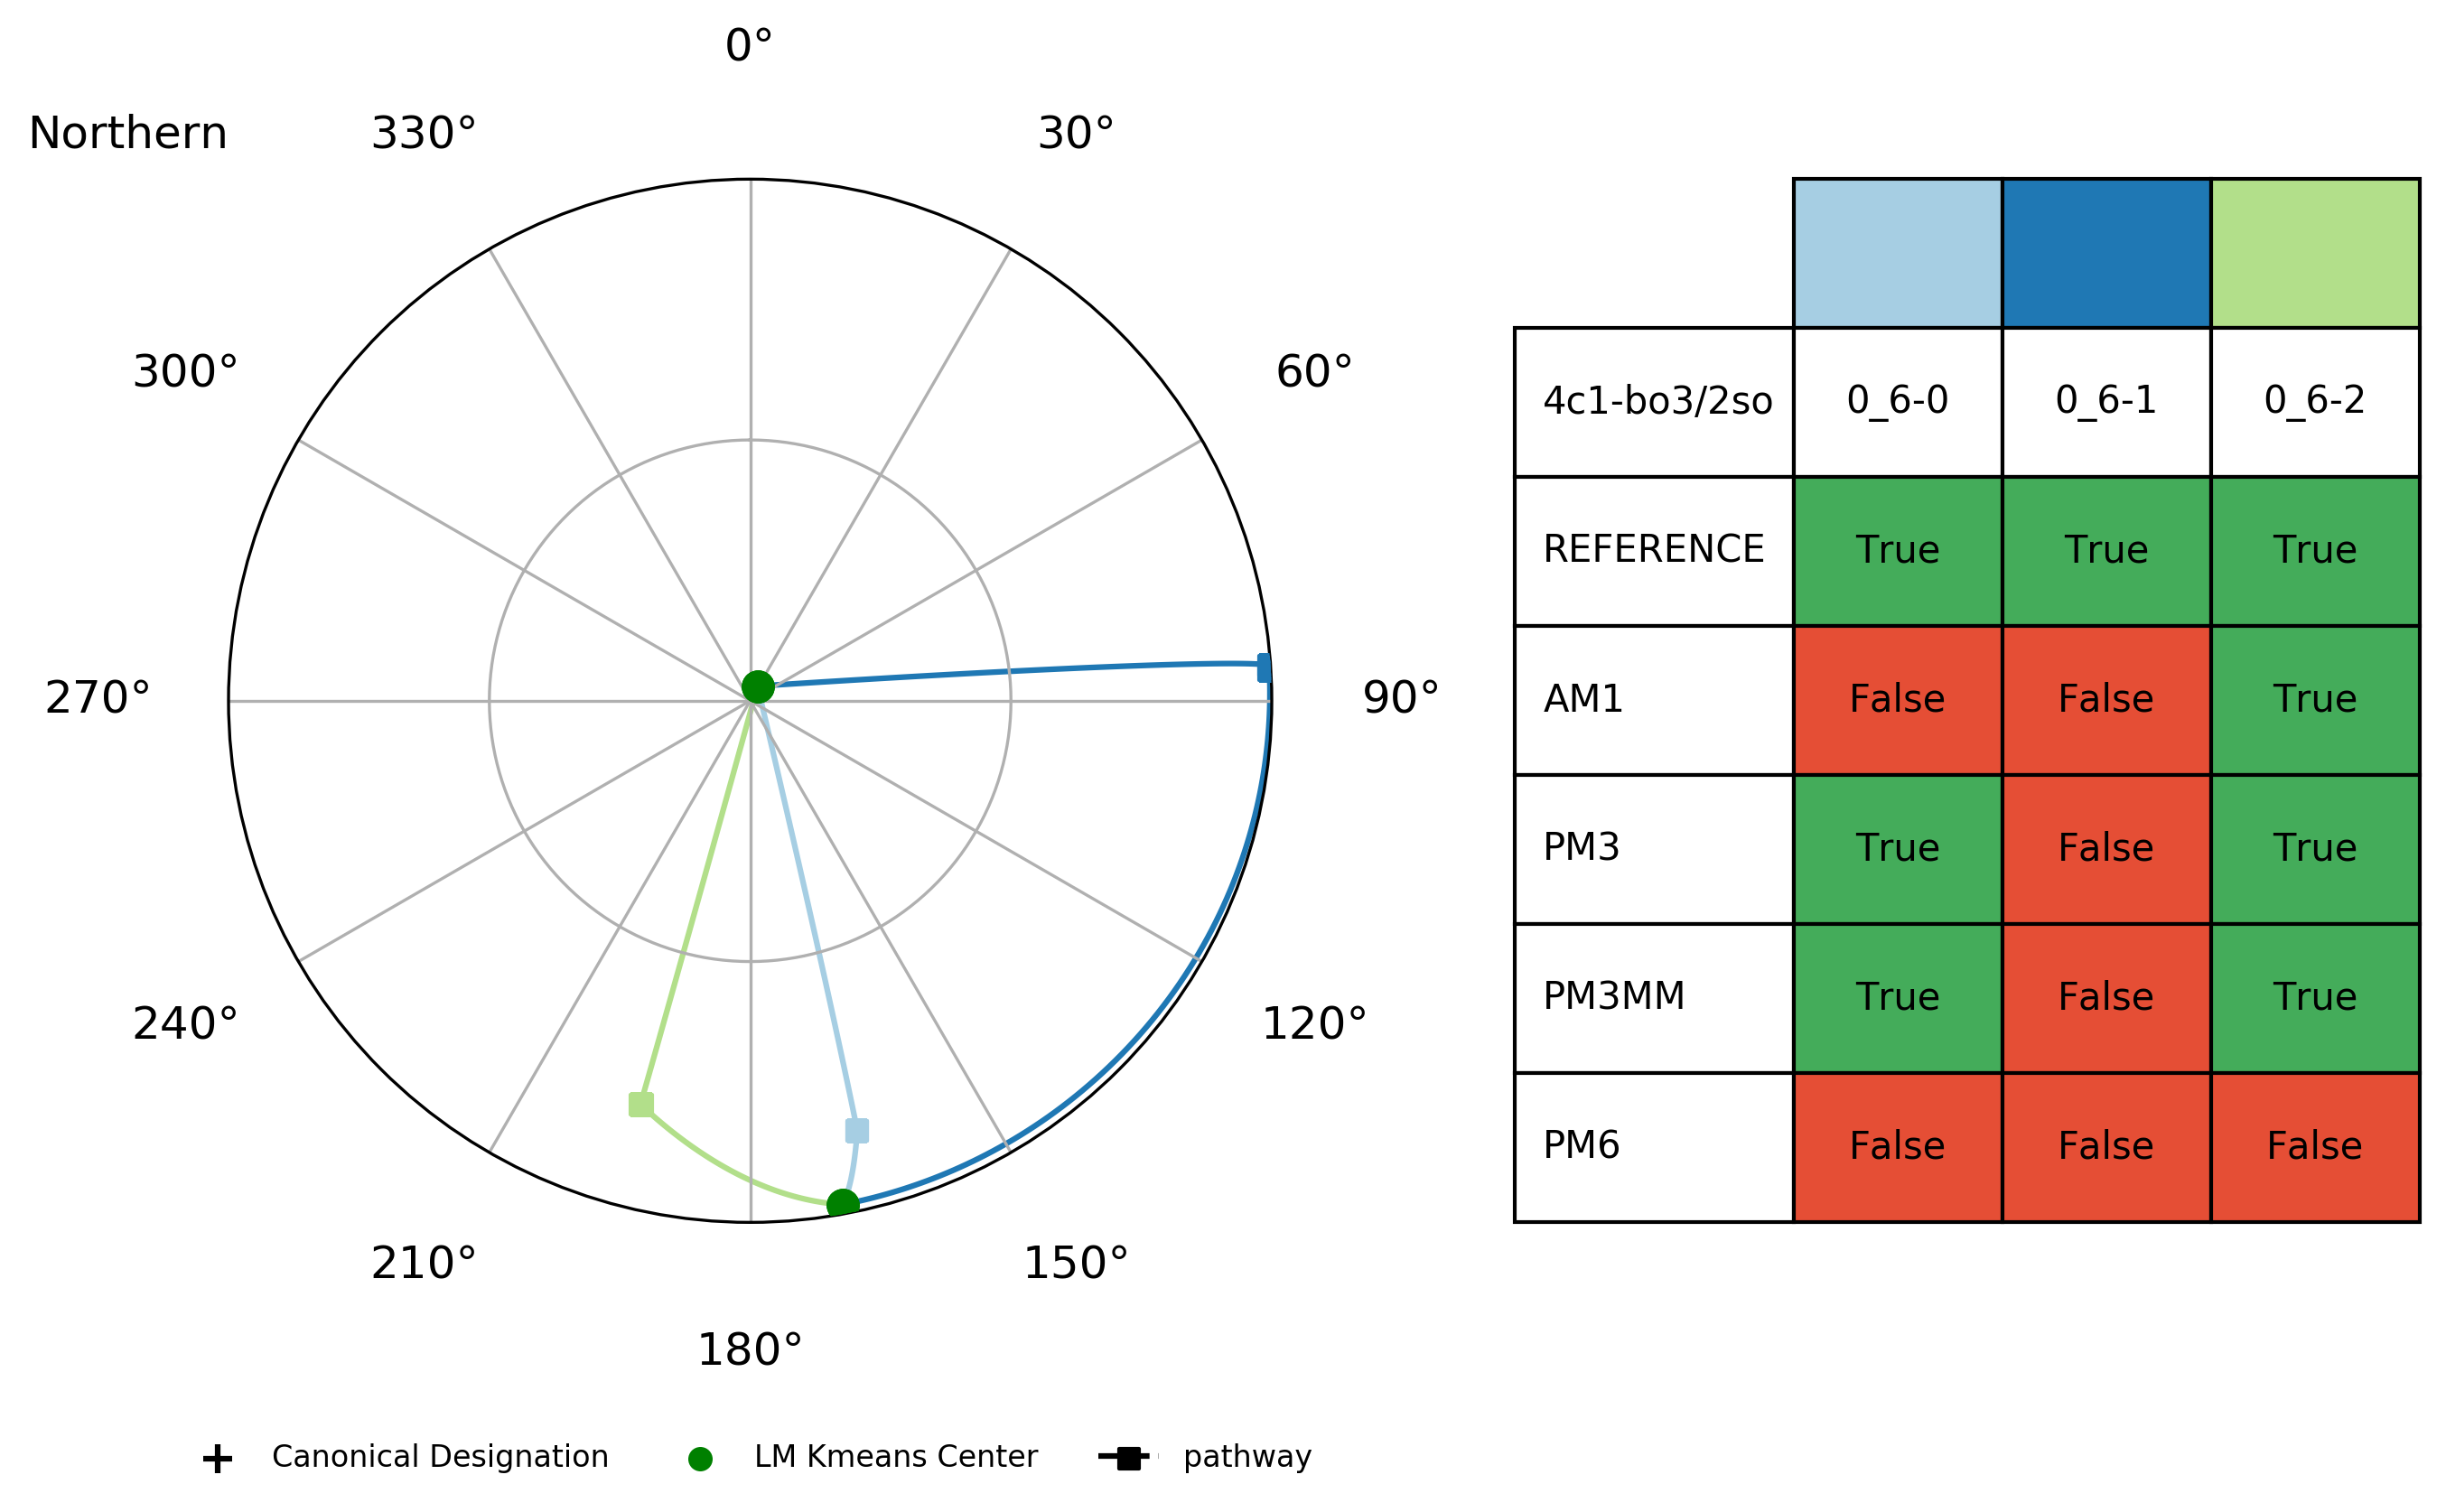 0°
Northern
330°
30°
300°
60°
270°
90°
240°
120°
210°
150°
180°
Canonical Designation
LM Kmeans Center
pathway
4c1-bo3/2so 0_6-0 0_6-1 0_6-2
REFERENCE True True True
AM1 False False True
PM3 True False True
PM3MM True False True
PM6 False False False